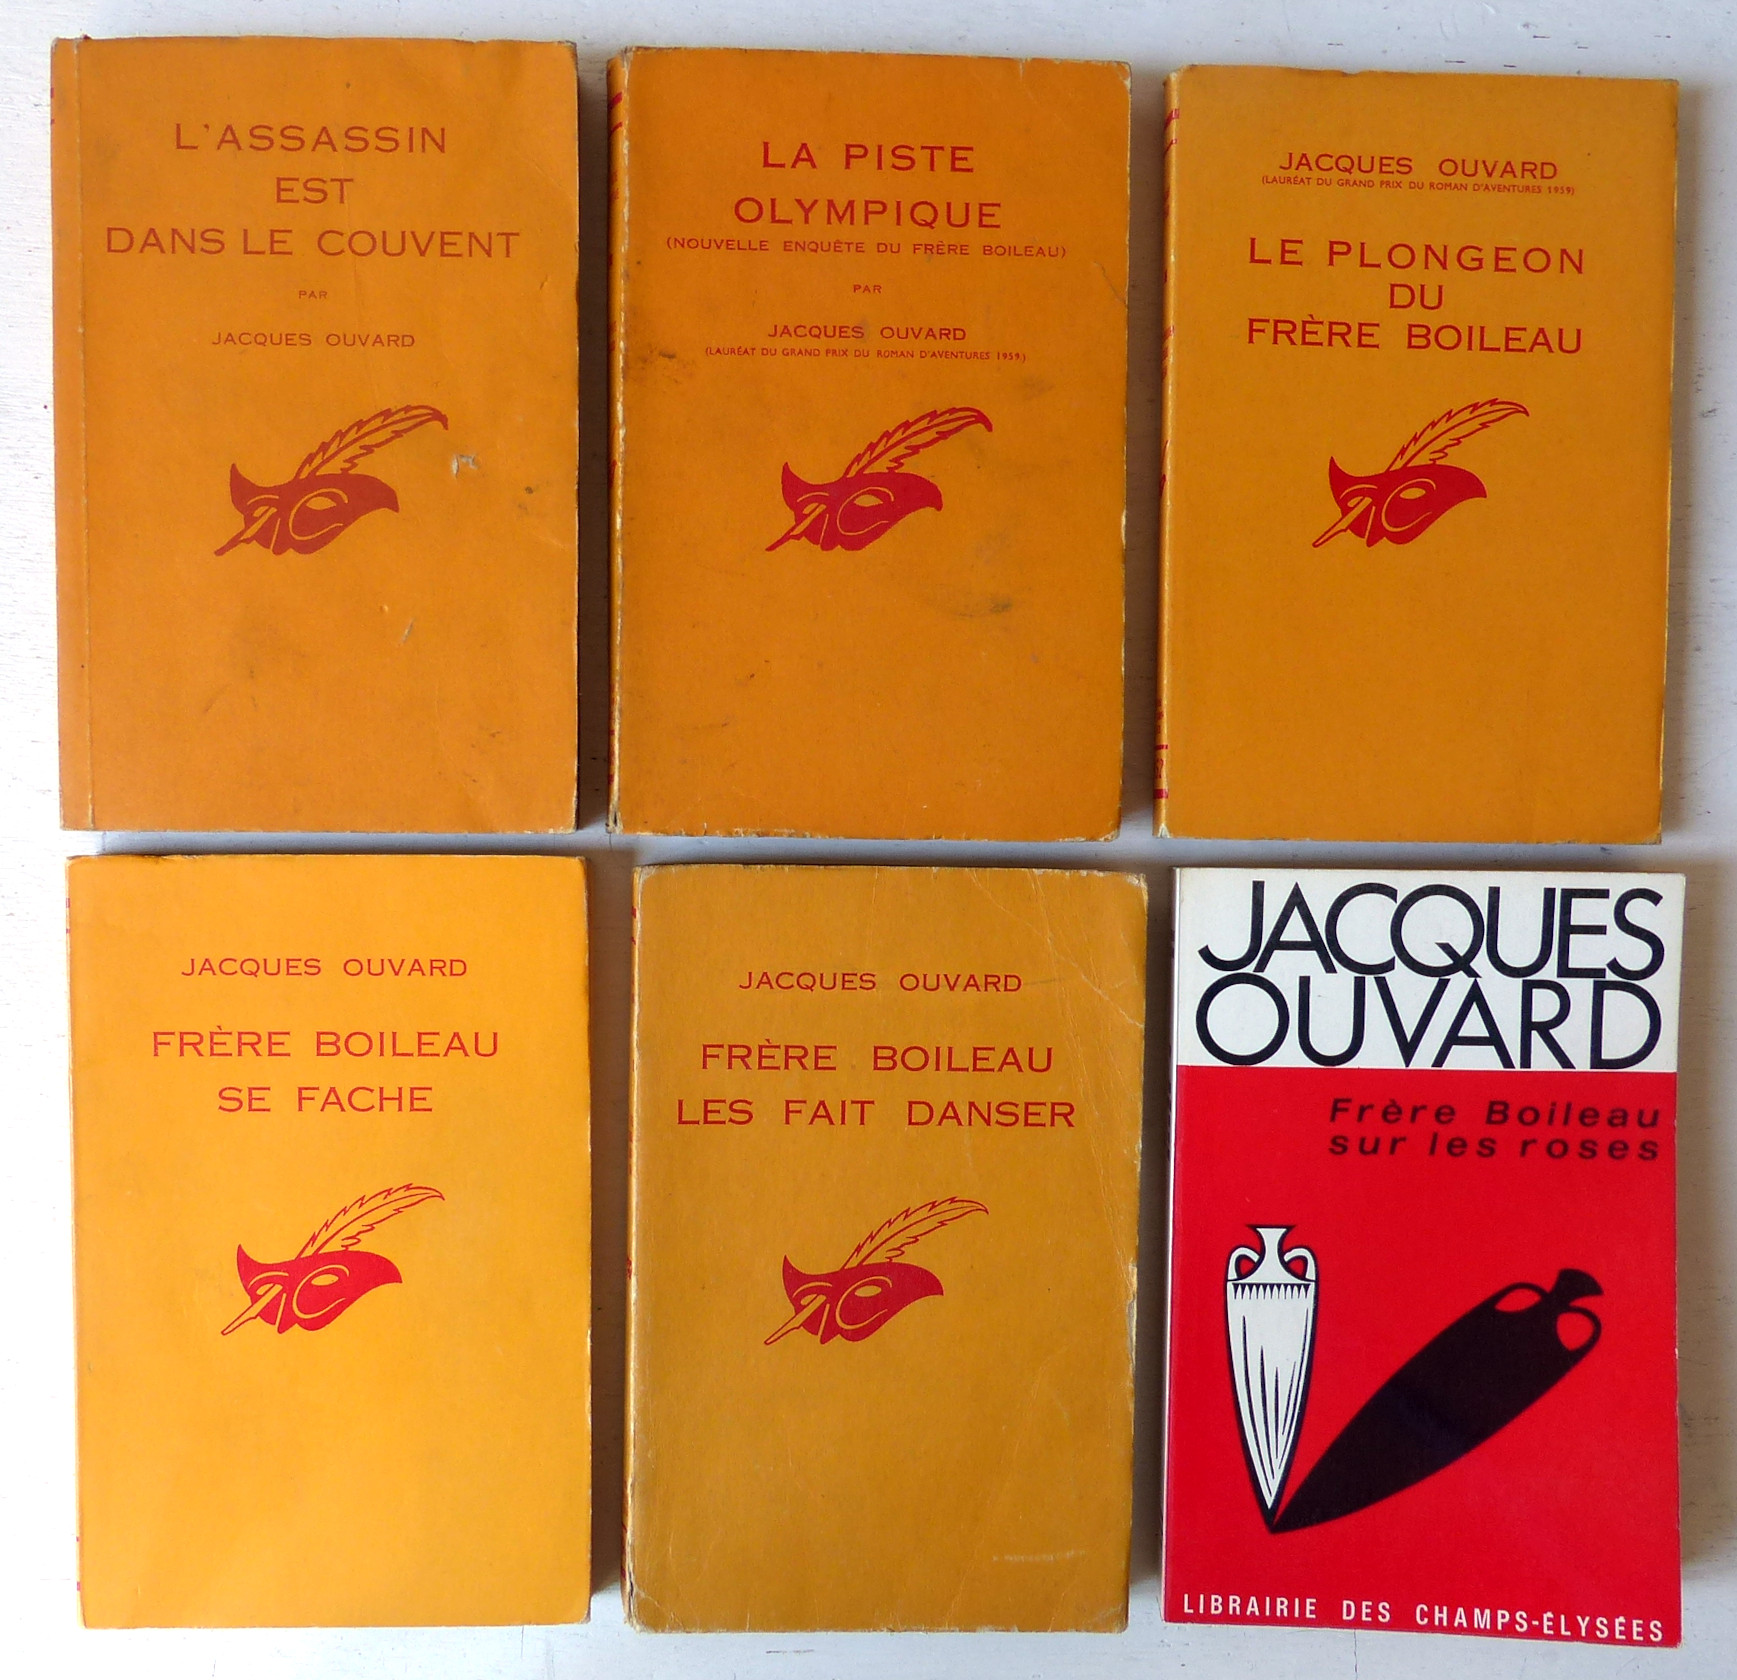 L'ASSASSIN
EST
DANS LE COUVENT
PAR
JACQUES OUVARD
LA PISTE
OLYMPIQUE
(NOUVELLE ENQUÊTE DU FRÈRE BOILEAU)
PAR
JACQUES OUVARD
(LAURÉAT DU GRAND PRIX DU ROMAN D'AVENTURES 1959)
JACQUES OUVARD
(LAURÉAT DU GRAND PRIX DU ROMAN D'AVENTURES 1959)
LE PLONGEON
DU
FRÈRE BOILEAU
JACQUES OUVARD
FRÈRE BOILEAU
SE FACHE
JACQUES OUVARD
FRÈRE BOILEAU
LES FAIT DANSER
JACQUES
OUVARD
Frère Boileau
sur les roses
LIBRAIRIE DES CHAMPS-ÉLYSÉES